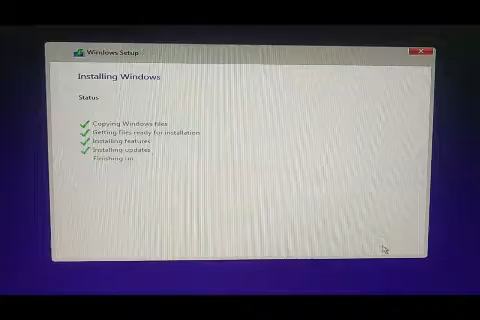 Windows Setup
Installing Windows
Status
Copying Windows files
Getting files ready for installation
Installing features
Installing updates
Finishing up